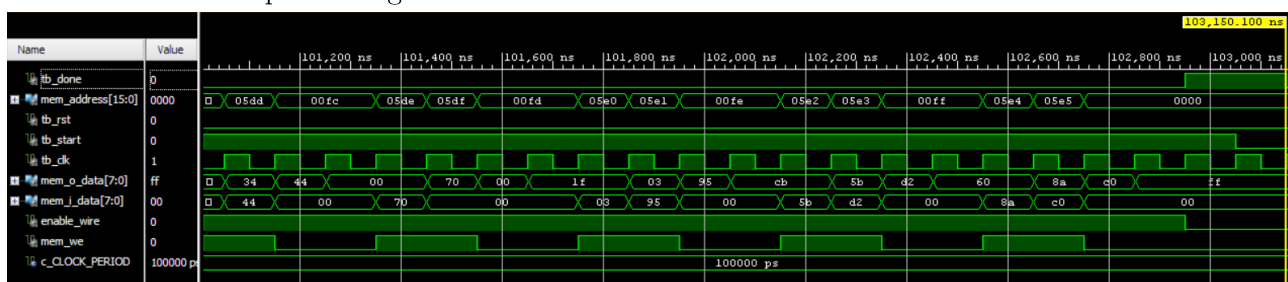 103,150.100 ns
Name Value
101,200 ns 101,400 ns 101,600 ns 101,800 ns 102,000 ns 102,200 ns 102,400 ns 102,600 ns 102,800 ns 103,000 ns
tb_done 0
mem_address[15:0] 0000 05dd 00fc 05de 05df 00fd 05e0 05e1 00fe 05e2 05e3 00ff 05e4 05e5 0000
tb_rst 0
tb_start 0
tb_clk 1
mem_o_data[7:0] ff 34 44 00 70 00 1f 03 95 cb 5b d2 60 8a c0 ff
mem_i_data[7:0] 00 44 00 70 00 03 95 00 5b d2 00 8a c0 00
enable_wire 0
mem_we 0
c_CLOCK_PERIOD 100000 ps 100000 ps